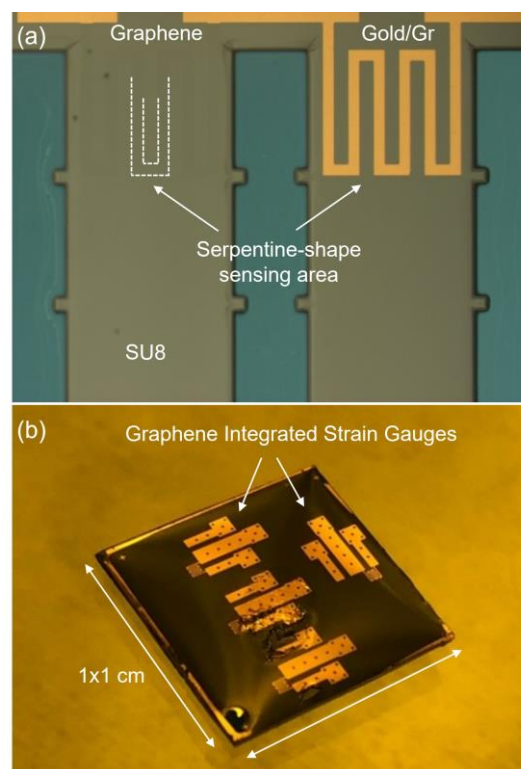 (a)
Graphene
Gold/Gr
Serpentine-shape
sensing area
SU8
(b)
Graphene Integrated Strain Gauges
1x1 cm